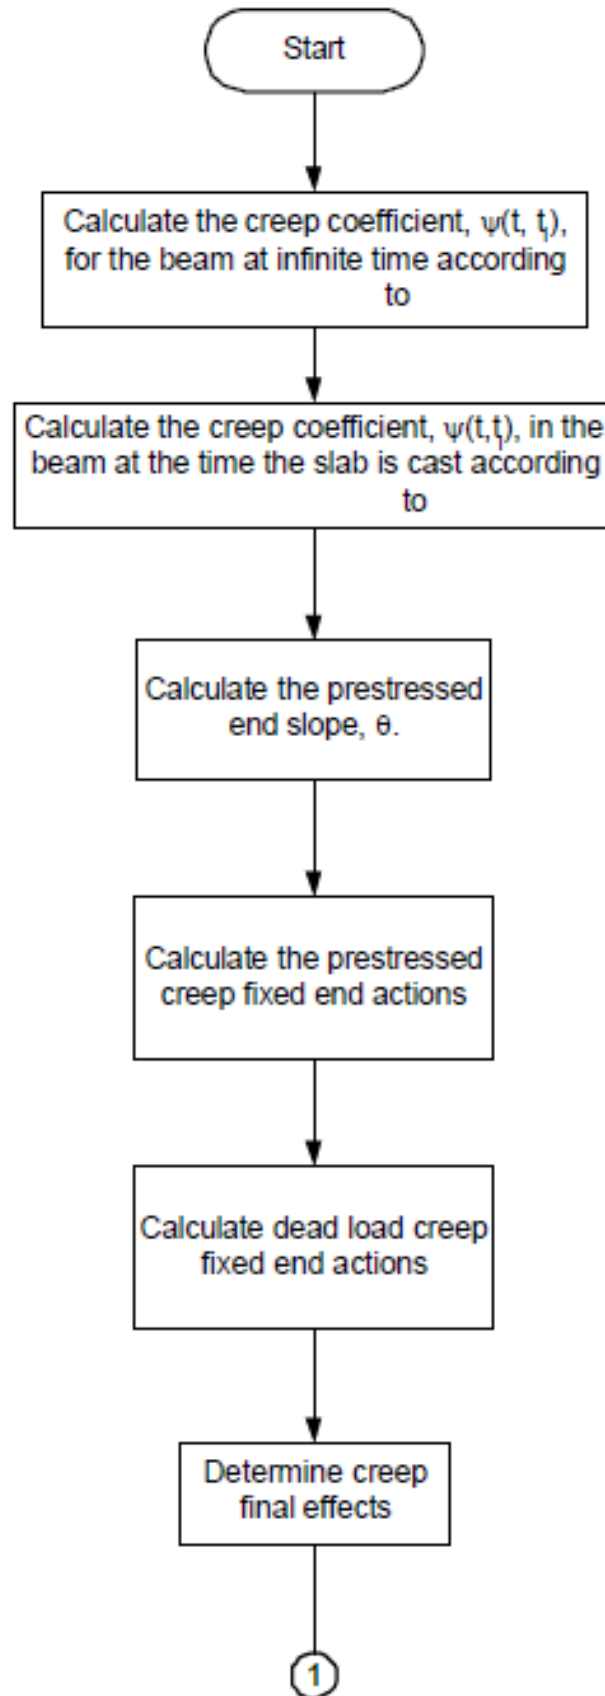 Start
Calculate the creep coefficient, ψ(t, tᵢ),
for the beam at infinite time according
to
Calculate the creep coefficient, ψ(t,tᵢ), in the
beam at the time the slab is cast according
to
Calculate the prestressed
end slope, θ.
Calculate the prestressed
creep fixed end actions
Calculate dead load creep
fixed end actions
Determine creep
final effects
1